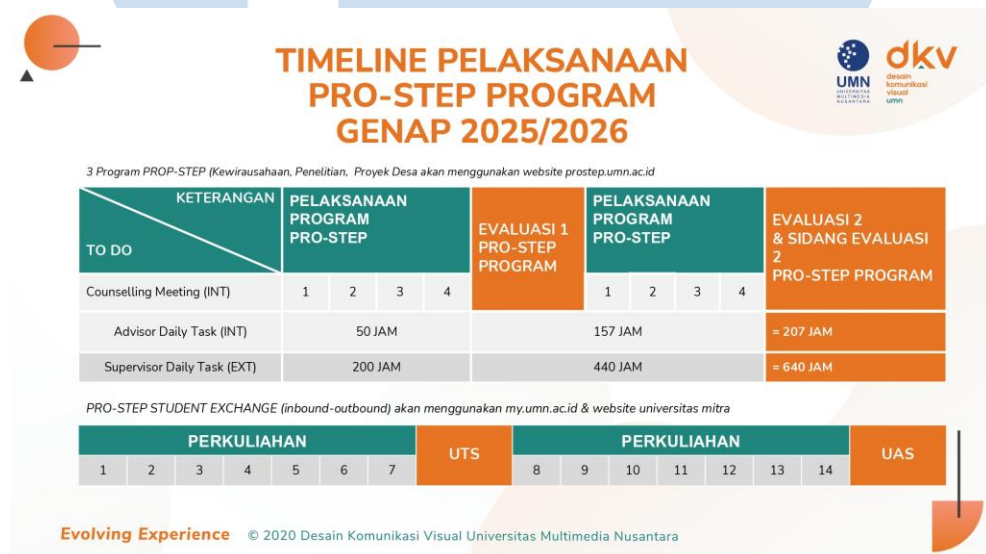 TIMELINE PELAKSANAAN
PRO-STEP PROGRAM
GENAP 2025/2026
UMN
UNIVERSITAS
MULTIMEDIA
NUSANTARA
dkv
desain
komunikasi
visual
umn
3 Program PROP-STEP (Kewirausahaan, Penelitian, Proyek Desa akan menggunakan website prostep.umn.ac.id
KETERANGAN
TO DO
PELAKSANAAN
PROGRAM
PRO-STEP
EVALUASI 1
PRO-STEP
PROGRAM
PELAKSANAAN
PROGRAM
PRO-STEP
EVALUASI 2
& SIDANG EVALUASI
2
PRO-STEP PROGRAM
Counselling Meeting (INT) 1 2 3 4 1 2 3 4
Advisor Daily Task (INT) 50 JAM 157 JAM = 207 JAM
Supervisor Daily Task (EXT) 200 JAM 440 JAM = 640 JAM
PRO-STEP STUDENT EXCHANGE (inbound-outbound) akan menggunakan my.umn.ac.id & website universitas mitra
PERKULIAHAN UTS PERKULIAHAN UAS
1 2 3 4 5 6 7 8 9 10 11 12 13 14
Evolving Experience © 2020 Desain Komunikasi Visual Universitas Multimedia Nusantara